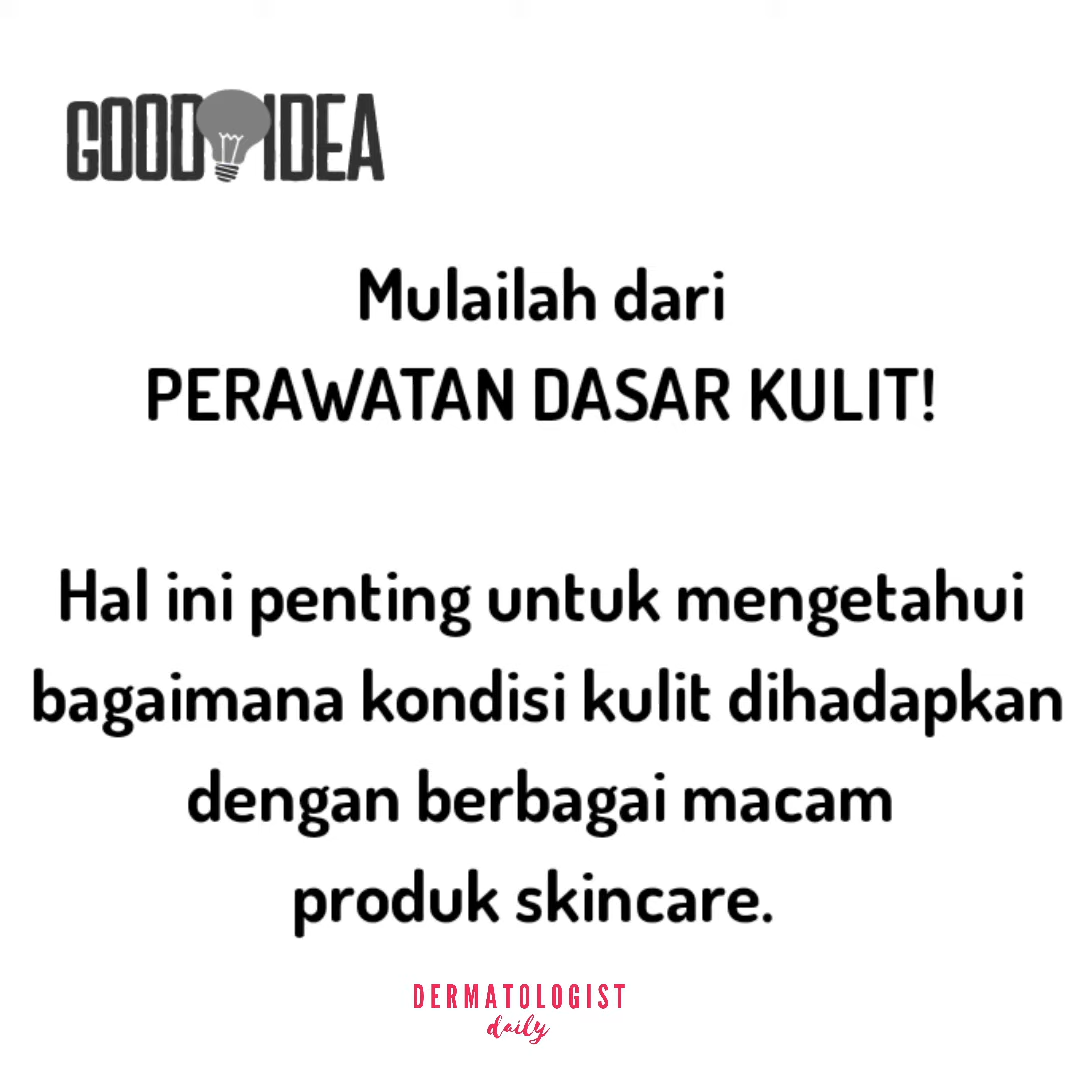 GOOD IDEA
Mulailah dari
PERAWATAN DASAR KULIT!
Hal ini penting untuk mengetahui
bagaimana kondisi kulit dihadapkan
dengan berbagai macam
produk skincare.
DERMATOLOGIST
daily